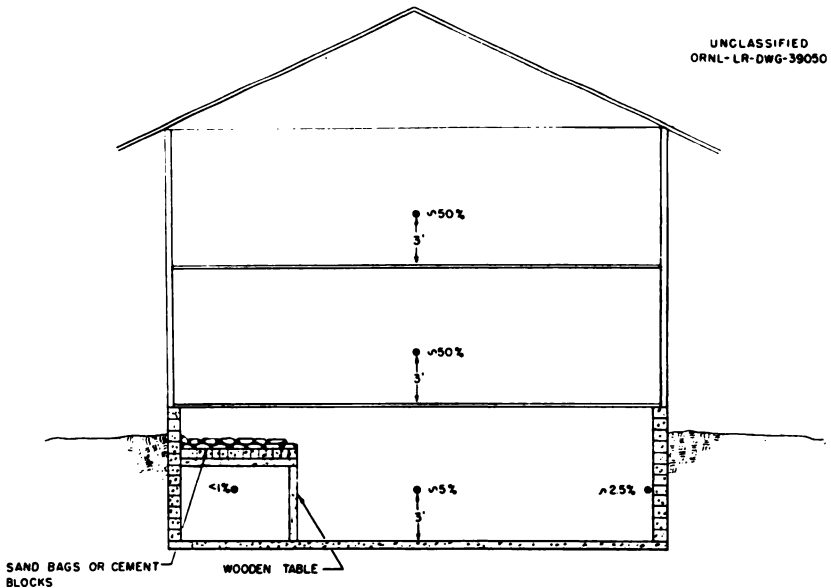 UNCLASSIFIED
ORNL-LR-DWG-39050
∽50%
3'
∽50%
3'
<1%
∽5%
∽2.5%
3'
SAND BAGS OR CEMENT
BLOCKS
WOODEN TABLE